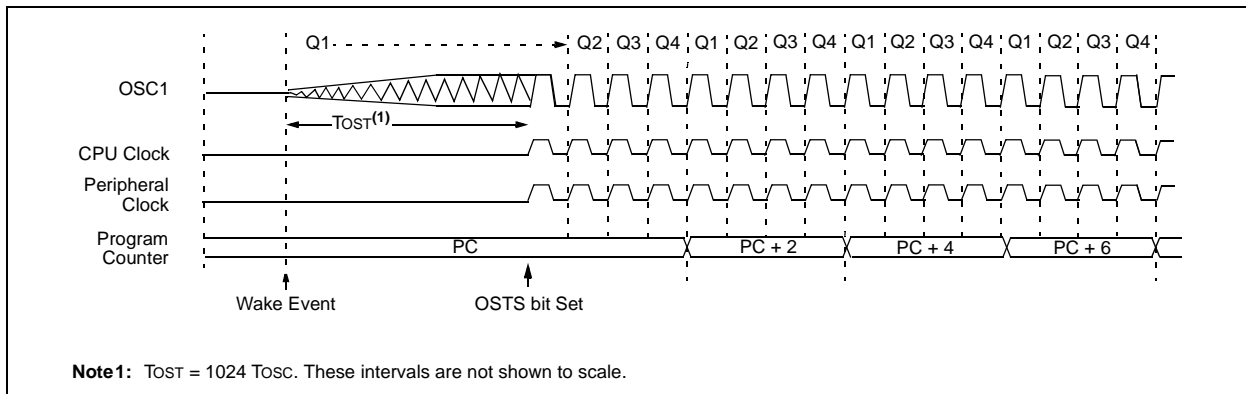 Q1 Q2 Q3 Q4 Q1 Q2 Q3 Q4 Q1 Q2 Q3 Q4 Q1 Q2 Q3 Q4
OSC1
TOST(1)
CPU Clock
Peripheral
Clock
Program
Counter
PC PC + 2 PC + 4 PC + 6
Wake Event OSTS bit Set
Note1: TOST = 1024 TOSC. These intervals are not shown to scale.